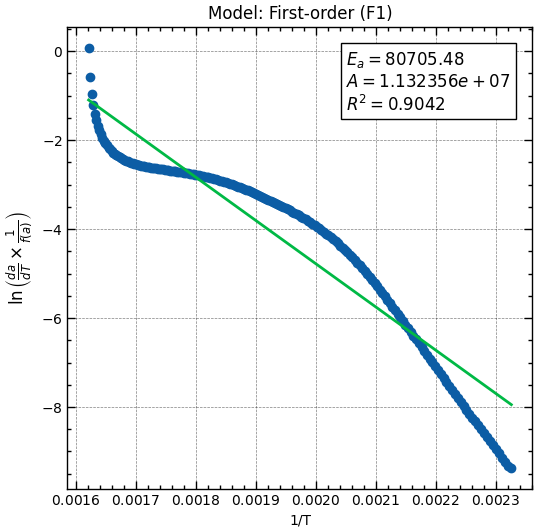 Model: First-order (F1)
E_a = 80705.48
A = 1.132356e + 07
R^2 = 0.9042
0
−2
−4
−6
−8
ln(da/dT × 1/f(a))
0.0016 0.0017 0.0018 0.0019 0.0020 0.0021 0.0022 0.0023
1/T